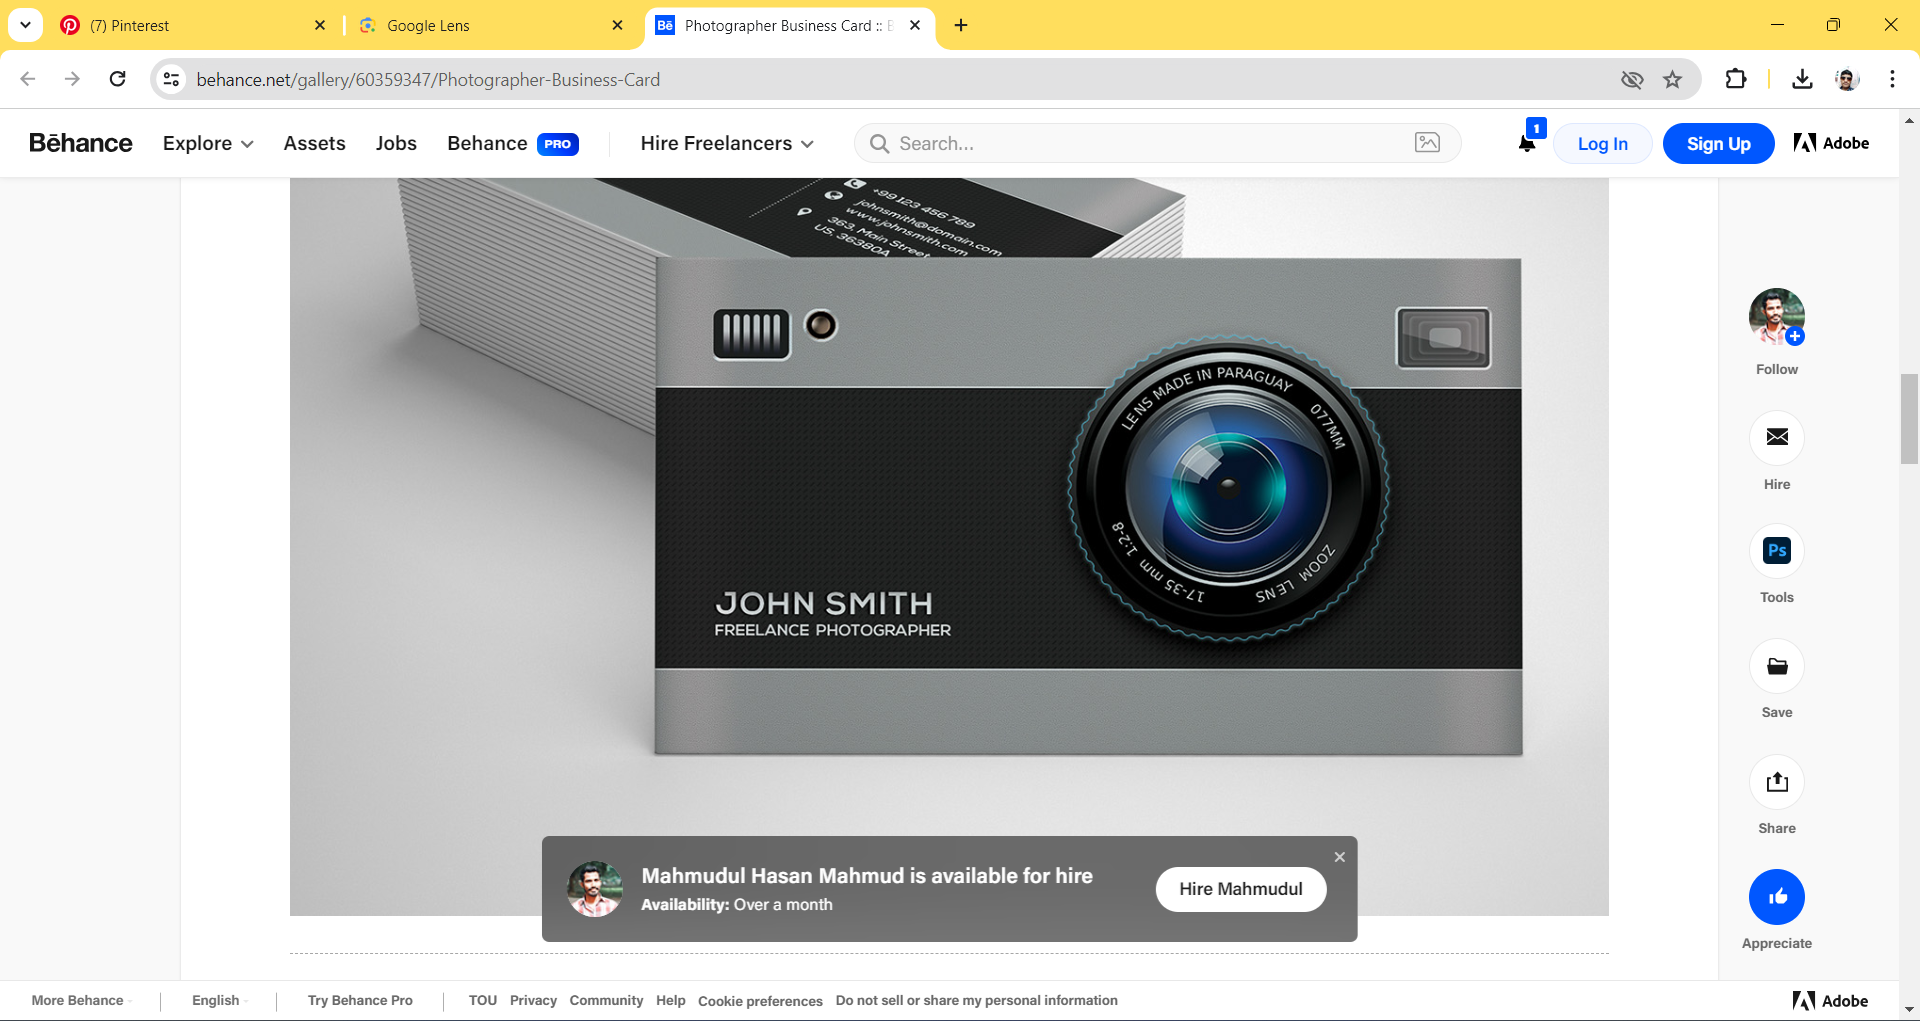 (7) Pinterest
Google Lens
Bē Photographer Business Card :: B
behance.net/gallery/60359347/Photographer-Business-Card
Bēhance Explore Assets Jobs Behance PRO Hire Freelancers Search... 1 Log In Sign Up Adobe
+99 123 456 789
johnsmith@domain.com
www.johnsmith.com
363, Main Street
US, 36380A
LENS MADE IN PARAGUAY 077MM
17-35 mm 1:2-8
ZOOM LENS
JOHN SMITH
FREELANCE PHOTOGRAPHER
Follow
Hire
Ps
Tools
Save
Share
Appreciate
Mahmudul Hasan Mahmud is available for hire
Availability: Over a month
Hire Mahmudul
More Behance English Try Behance Pro TOU Privacy Community Help Cookie preferences Do not sell or share my personal information Adobe